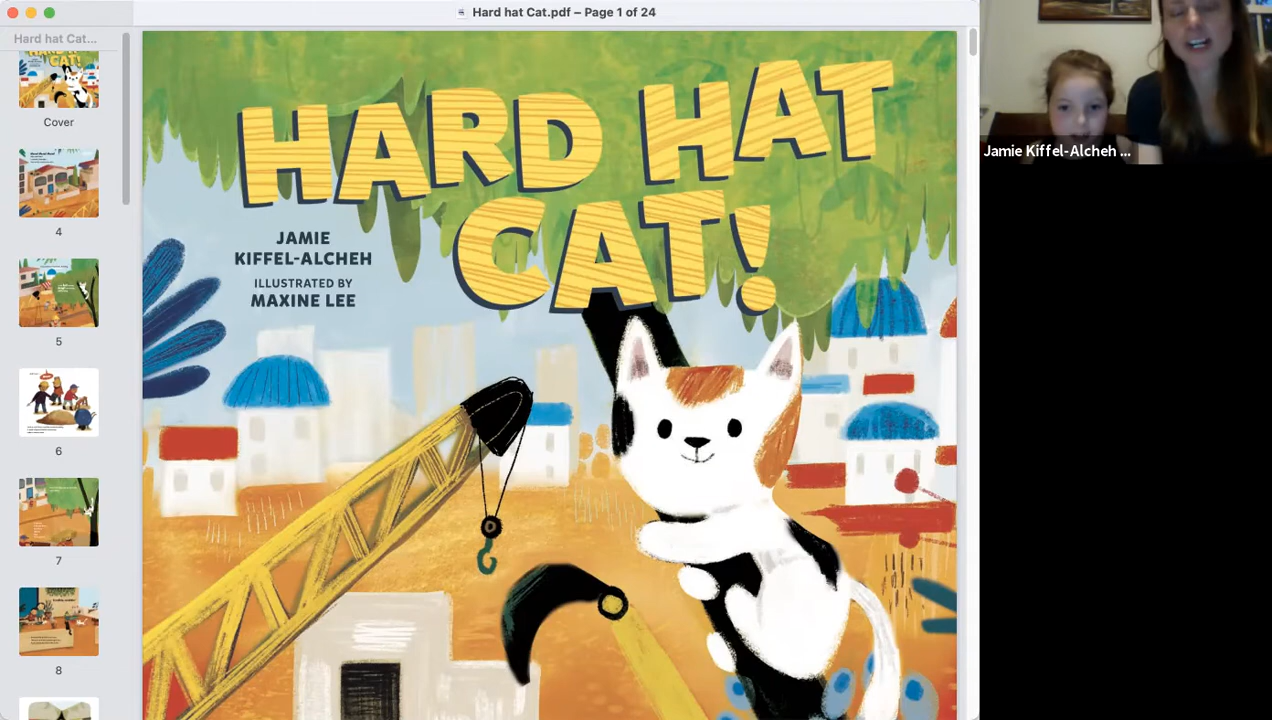 Hard hat Cat.pdf – Page 1 of 24
Hard hat Cat...
Cover
4
5
6
7
8
HARD HAT
CAT!
JAMIE
KIFFEL-ALCHEH
ILLUSTRATED BY
MAXINE LEE
Jamie Kiffel-Alcheh ...